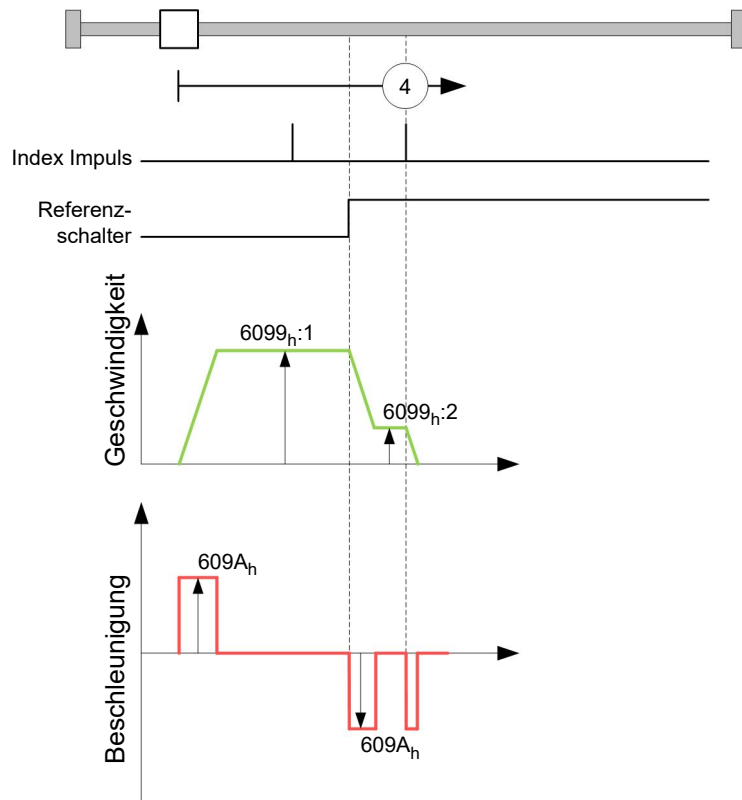 4
Index Impuls
Referenz-
schalter
Geschwindigkeit
6099h:1
6099h:2
Beschleunigung
609Ah
609Ah